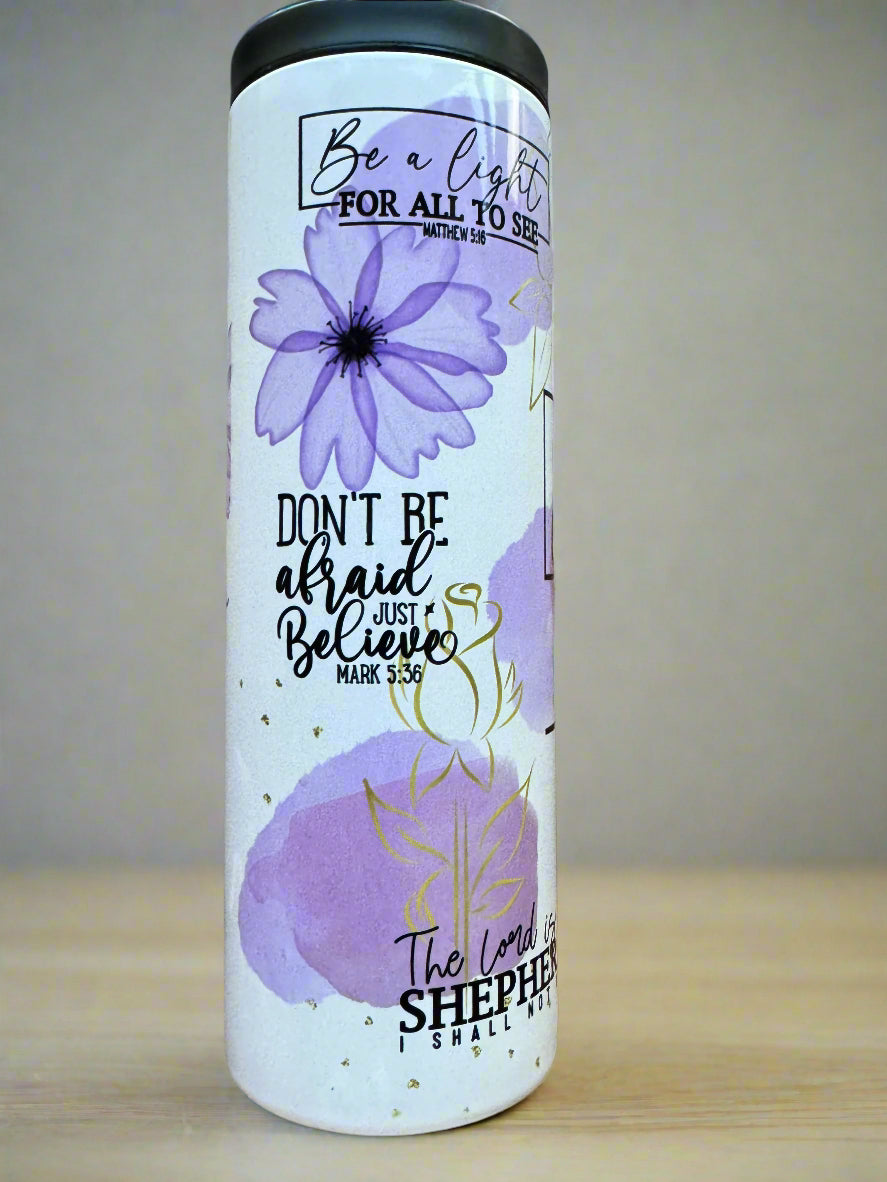 Be a light
FOR ALL TO SEE
MATTHEW 5:16
DON'T BE
afraid
JUST
Believe
MARK 5:36
The Lord is
SHEPHER
I SHALL NOT